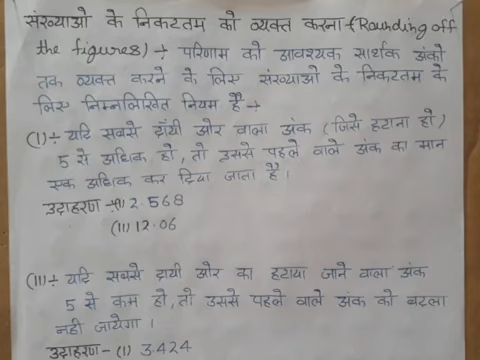 संख्याओ के निकटतम को व्यक्त करना-(Rounding off
the figures) ÷ परिणाम को आवश्यक सार्थक अंको
तक व्यक्त करने के लिए संख्याओ के निकटतम के
लिए निम्नलिखित नियम है →
(I)÷ यदि सबसे दाँयी ओर वाला अंक (जिसे हटाना हो)
5 से अधिक हो, तो उससे पहले वाले अंक का मान
एक अधिक कर दिया जाता है।
उदाहरण →(I) 2.568
(II) 12.06
(II)÷ यदि सबसे दायी ओर का हटाया जाने वाला अंक
5 से कम हो, तो उससे पहले वाले अंक को बदला
नही जायेगा।
उदाहरण- (I) 3.424